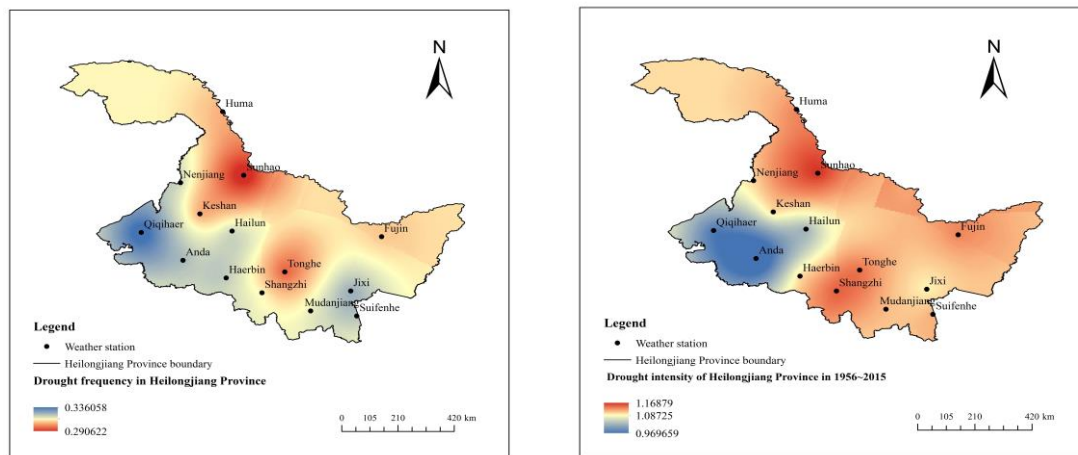 N
Huma
Sunhao
Nenjiang
Keshan
Qiqihaer
Hailun
Fujin
Anda
Tonghe
Haerbin
Shangzhi
Jixi
Mudanjiang
Suifenhe
Legend
Weather station
Heilongjiang Province boundary
Drought frequency in Heilongjiang Province
0.336058
0.290622
0 105 210 420 km
N
Huma
Sunhao
Nenjiang
Keshan
Qiqihaer
Hailun
Fujin
Anda
Tonghe
Haerbin
Shangzhi
Jixi
Mudanjiang
Suifenhe
Legend
Weather station
Heilongjiang Province boundary
Drought intensity of Heilongjiang Province in 1956~2015
1.16879
1.08725
0.969659
0 105 210 420 km